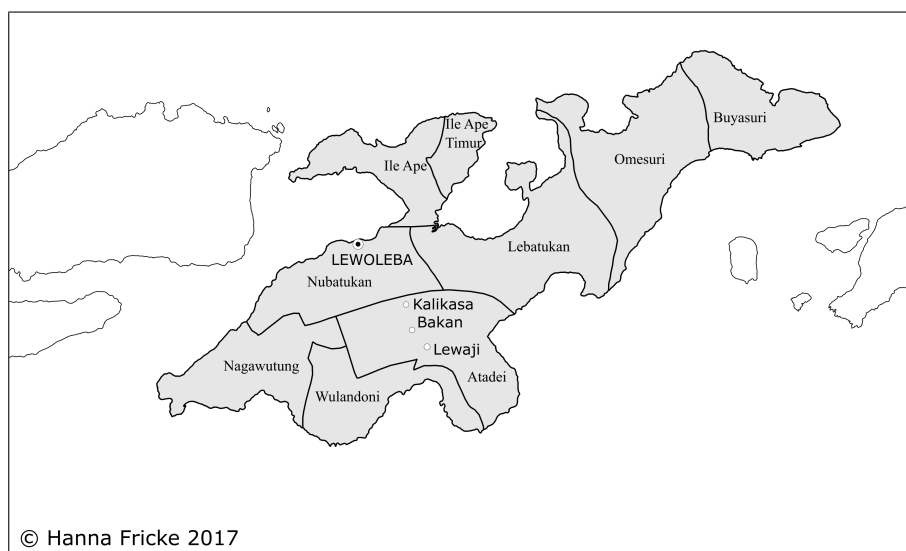 Ile Ape
Timur
Buyasuri
Ile Ape
Omesuri
Lebatukan
LEWOLEBA
Nubatukan
Kalikasa
Bakan
Lewaji
Nagawutung
Atadei
Wulandoni
© Hanna Fricke 2017